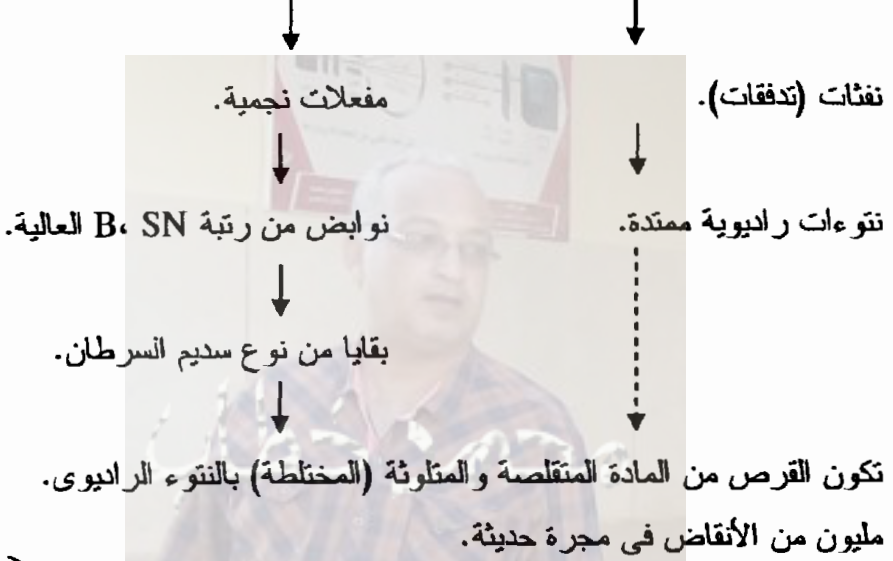 نفثات (تدفقات).
مفعلات نجمية.
نتوءات راديوية ممتدة.
نوابض من رتبة B، SN العالية.
بقايا من نوع سديم السرطان.
تكون القرص من المادة المتقلصة والمتلوثة (المختلطة) بالنتوء الراديوى.
مليون من الأنقاض فى مجرة حديثة.